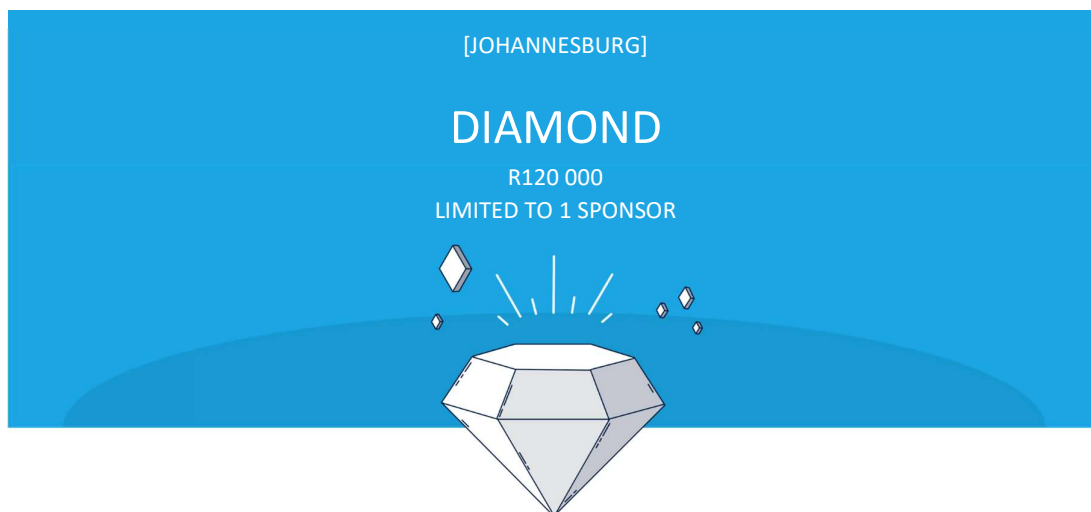 [JOHANNESBURG]
DIAMOND
R120 000
LIMITED TO 1 SPONSOR